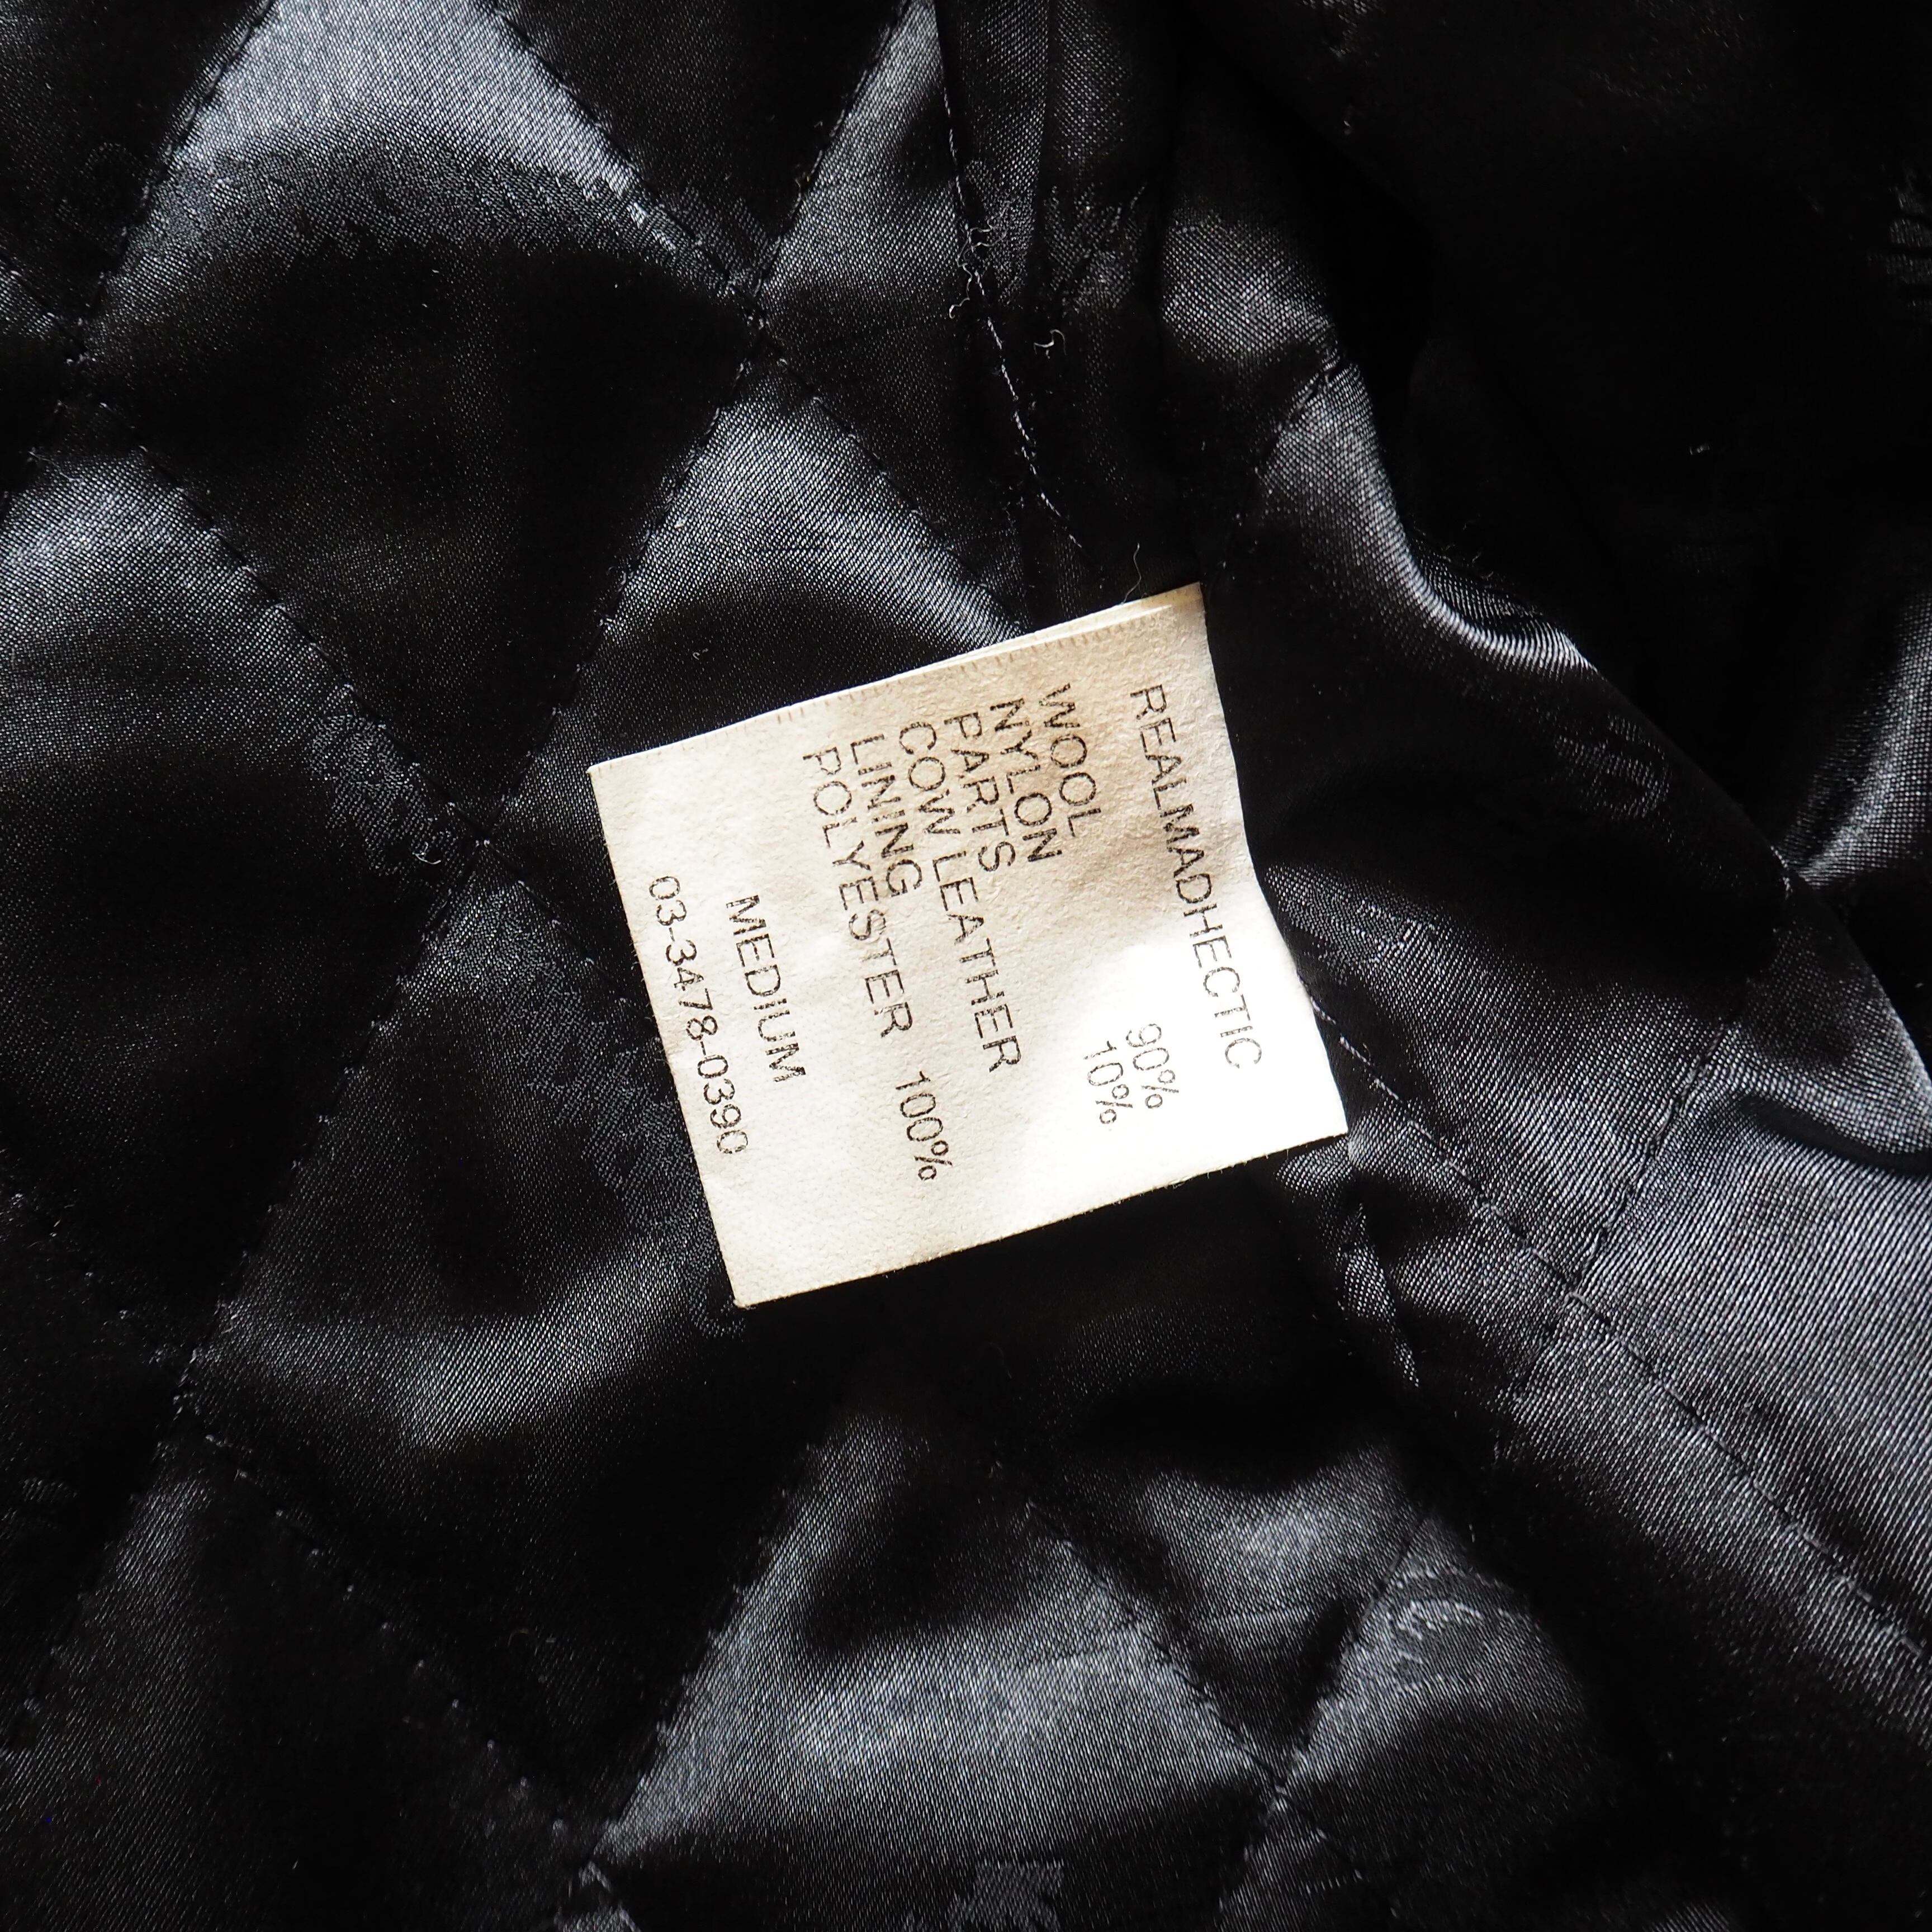 REALMADHECTIC
WOOL 90%
NYLON 10%
PARTS
COW LEATHER
LINING
POLYESTER 100%
MEDIUM
03-3478-0390